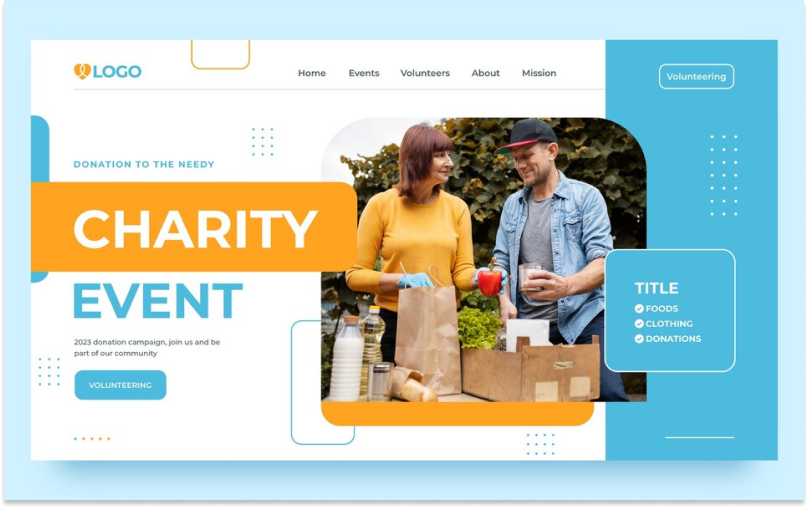 LOGO
Home
Events
Volunteers
About
Mission
Volunteering
DONATION TO THE NEEDY
CHARITY
EVENT
2023 donation campaign, join us and be
part of our community
VOLUNTEERING
TITLE
FOODS
CLOTHING
DONATIONS